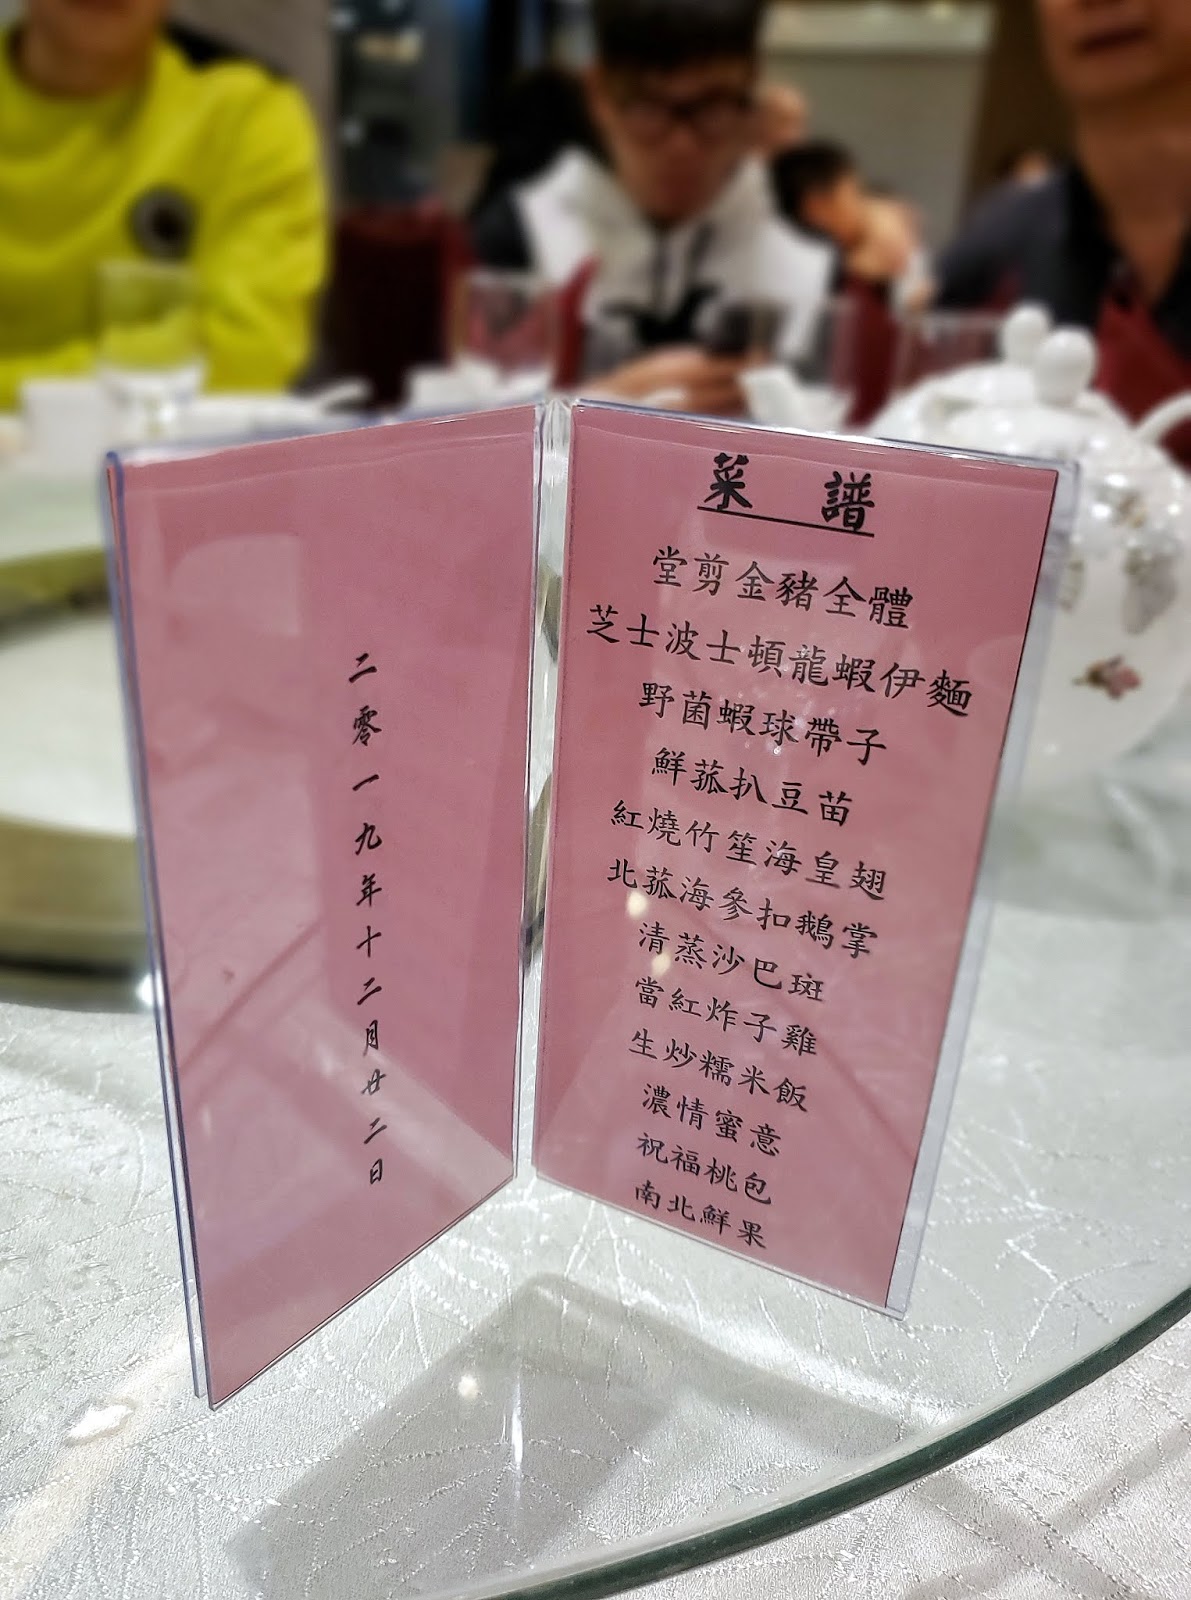 二零一九年十二月廿二日
菜 譜
堂剪金豬全體
芝士波士頓龍蝦伊麵
野菌蝦球帶子
鮮菰扒豆苗
紅燒竹笙海皇翅
北菰海參扣鵝掌
清蒸沙巴斑
當紅炸子雞
生炒糯米飯
濃情蜜意
祝福桃包
南北鮮果